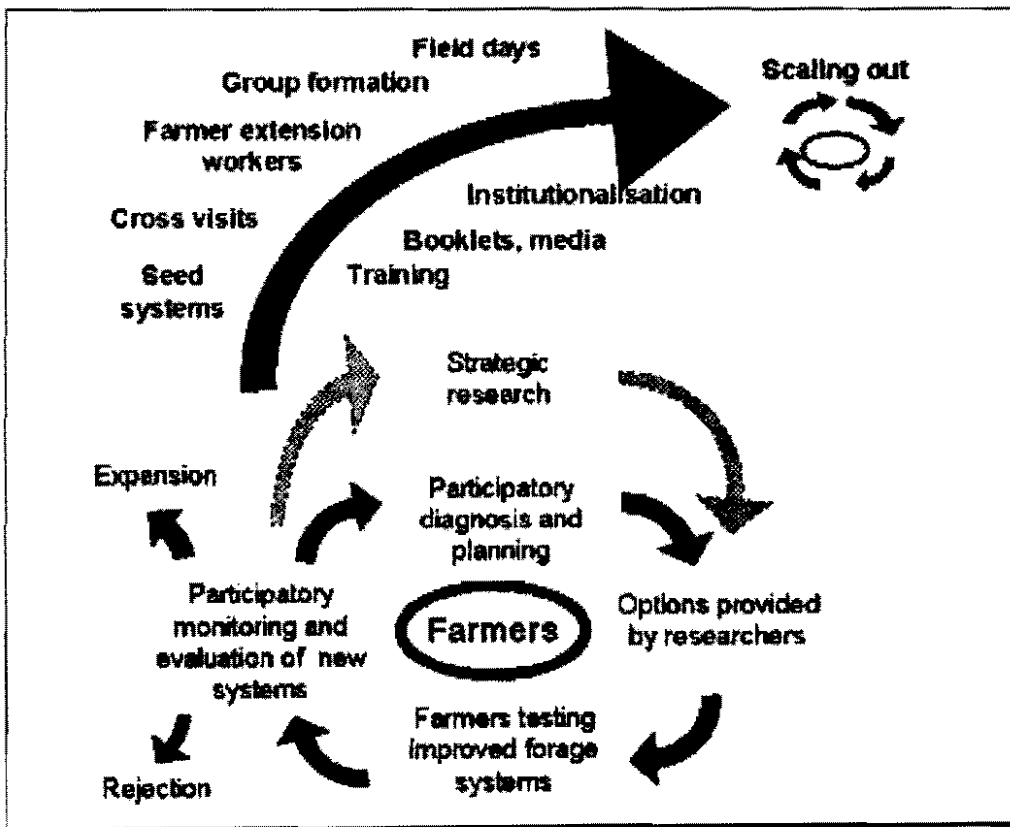 Field days
Scaling out
Group formation
Farmer extension
workers
Institutionalisation
Cross visits
Booklets, media
Seed
systems
Training
Strategic
research
Expansion
Participatory
diagnosis and
planning
Participatory
monitoring and
evaluation of new
systems
Farmers
Options provided
by researchers
Farmers testing
improved forage
systems
Rejection